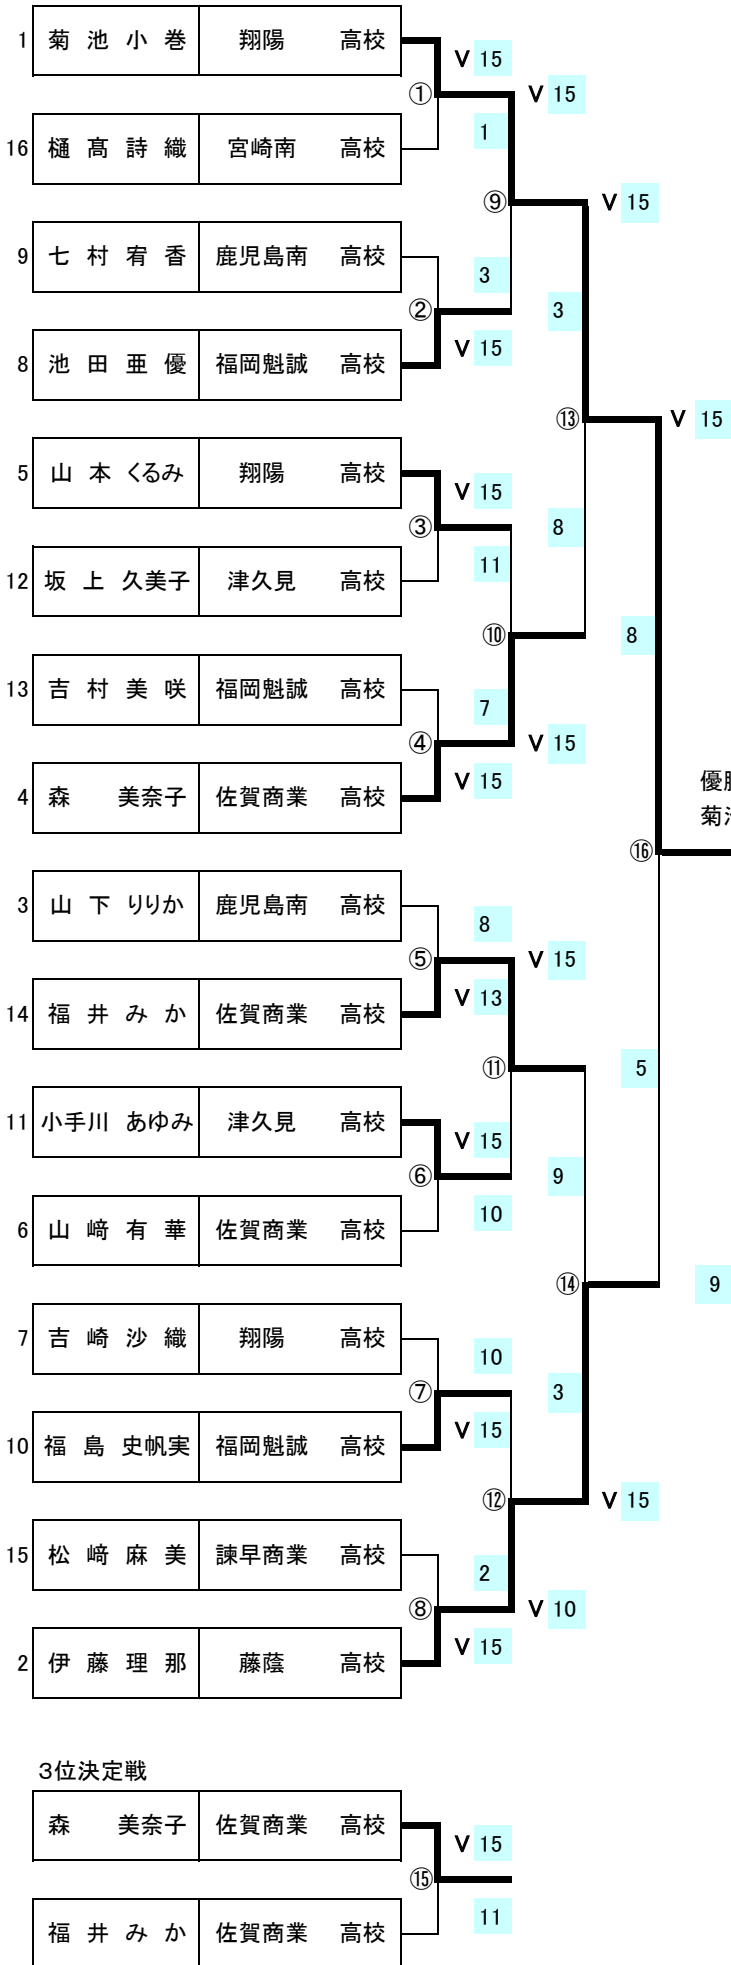 1 菊 池 小 巻 翔陽 高校
V 15
① V 15
1
16 樋 髙 詩 織 宮崎南 高校
⑨ V 15
9 七 村 宥 香 鹿児島南 高校
3
② 3
V 15
8 池 田 亜 優 福岡魁誠 高校
⑬ V 15
5 山 本 くるみ 翔陽 高校
V 15
③ 8
11
12 坂 上 久美子 津久見 高校
⑩ 8
13 吉 村 美 咲 福岡魁誠 高校
7
④ V 15
V 15
4 森 美奈子 佐賀商業 高校
優勝
菊池
⑯
3 山 下 りりか 鹿児島南 高校
8
⑤ V 15
V 13
14 福 井 み か 佐賀商業 高校
⑪ 5
11 小手川 あゆみ 津久見 高校
V 15
⑥ 9
10
6 山 﨑 有 華 佐賀商業 高校
⑭ 9
7 吉 崎 沙 織 翔陽 高校
10
⑦ 3
V 15
10 福 島 史帆実 福岡魁誠 高校
⑫ V 15
15 松 﨑 麻 美 諫早商業 高校
2
⑧ V 10
V 15
2 伊 藤 理 那 藤蔭 高校
3位決定戦
森 美奈子 佐賀商業 高校
V 15
⑮
11
福 井 み か 佐賀商業 高校